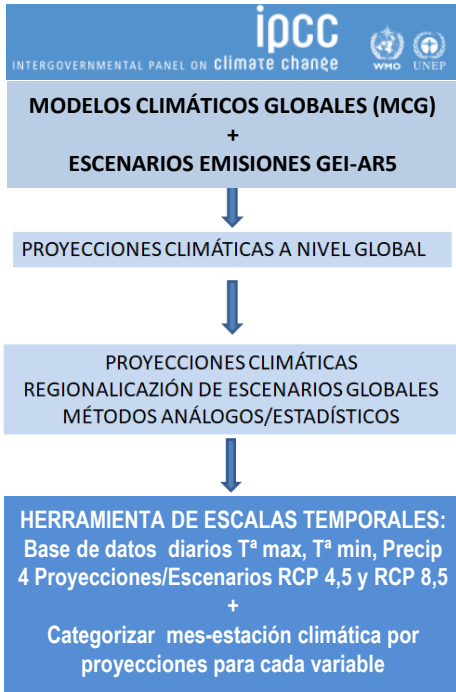 ipcc
INTERGOVERNMENTAL PANEL ON climate change
WMO UNEP
MODELOS CLIMÁTICOS GLOBALES (MCG)
+
ESCENARIOS EMISIONES GEI-AR5
PROYECCIONES CLIMÁTICAS A NIVEL GLOBAL
PROYECCIONES CLIMÁTICAS
REGIONALICAZIÓN DE ESCENARIOS GLOBALES
MÉTODOS ANÁLOGOS/ESTADÍSTICOS
HERRAMIENTA DE ESCALAS TEMPORALES:
Base de datos diarios Tª max, Tª min, Precip
4 Proyecciones/Escenarios RCP 4,5 y RCP 8,5
+
Categorizar mes-estación climática por
proyecciones para cada variable